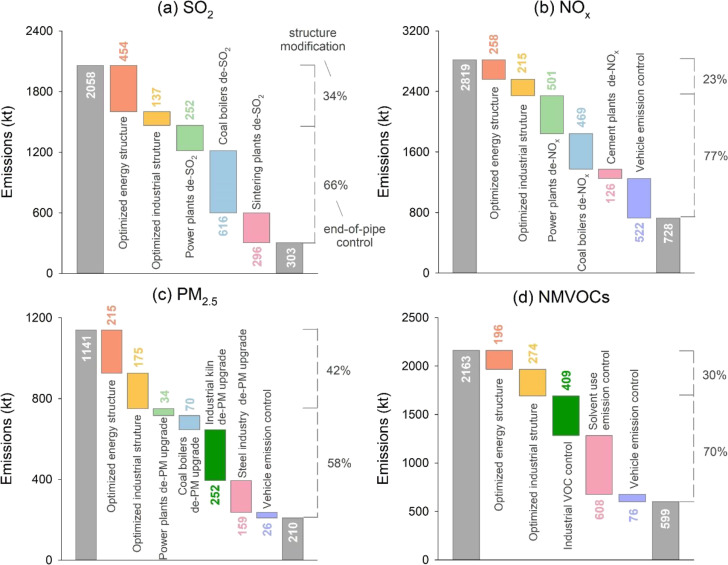 (a) SO2
Emissions (kt)
2400
1800
1200
600
0
2058
454
Optimized energy structure
137
Optimized industrial struture
252
Power plants de-SO2
Coal boilers de-SO2
616
Sintering plants de-SO2
296
303
structure
modification
34%
66%
end-of-pipe
control
(b) NOx
Emissions (kt)
3200
2400
1600
800
0
2819
258
Optimized energy structure
215
Optimized industrial struture
501
Power plants de-NOx
469
Coal boilers de-NOx
Cement plants de-NOx
126
Vehicle emission control
522
728
23%
77%
(c) PM2.5
Emissions (kt)
1200
800
400
0
1141
215
Optimized energy structure
175
Optimized industrial struture
34
Power plants de-PM upgrade
70
Coal boilers
de-PM upgrade
Industrial kiln
de-PM upgrade
252
Steel industry de-PM upgrade
159
Vehicle emission control
26
210
42%
58%
(d) NMVOCs
Emissions (kt)
2500
2000
1500
1000
500
0
2163
196
Optimized energy structure
274
Optimized industrial struture
409
Industrial VOC control
Solvent use
emission control
608
Vehicle emission control
76
599
30%
70%